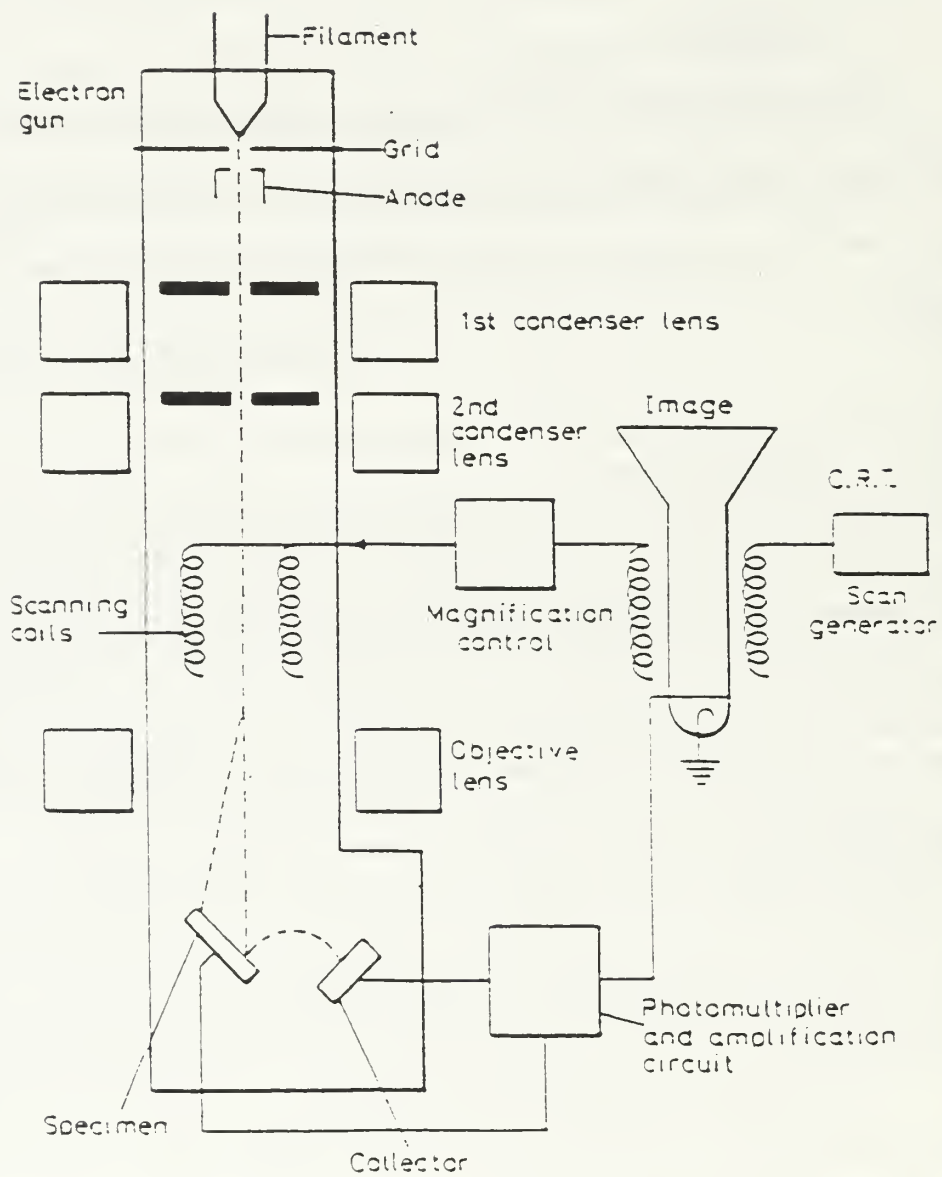 Filament
Electron
gun
Grid
Anode
1st condenser lens
2nd
condenser
lens
Image
C.R.T.
Scanning
coils
Magnification
control
Scan
generator
Objective
lens
Photomultiplier
and amplification
circuit
Specimen
Collector